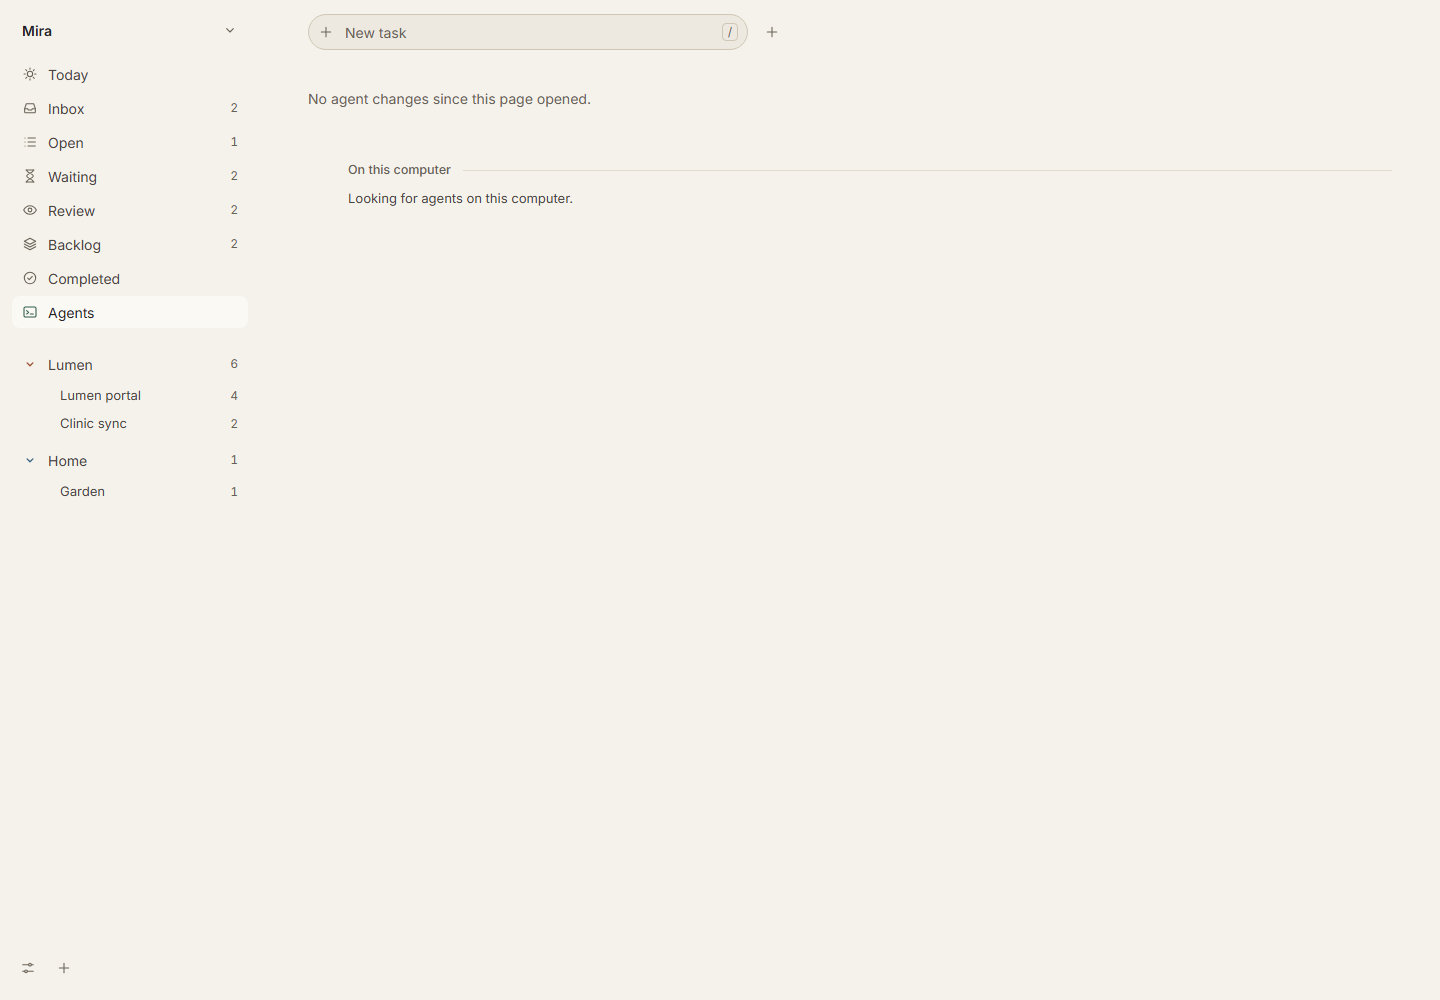 Mira
New task
/
Today
Inbox 2
Open 1
Waiting 2
Review 2
Backlog 2
Completed
Agents
Lumen 6
Lumen portal 4
Clinic sync 2
Home 1
Garden 1
No agent changes since this page opened.
On this computer
Looking for agents on this computer.